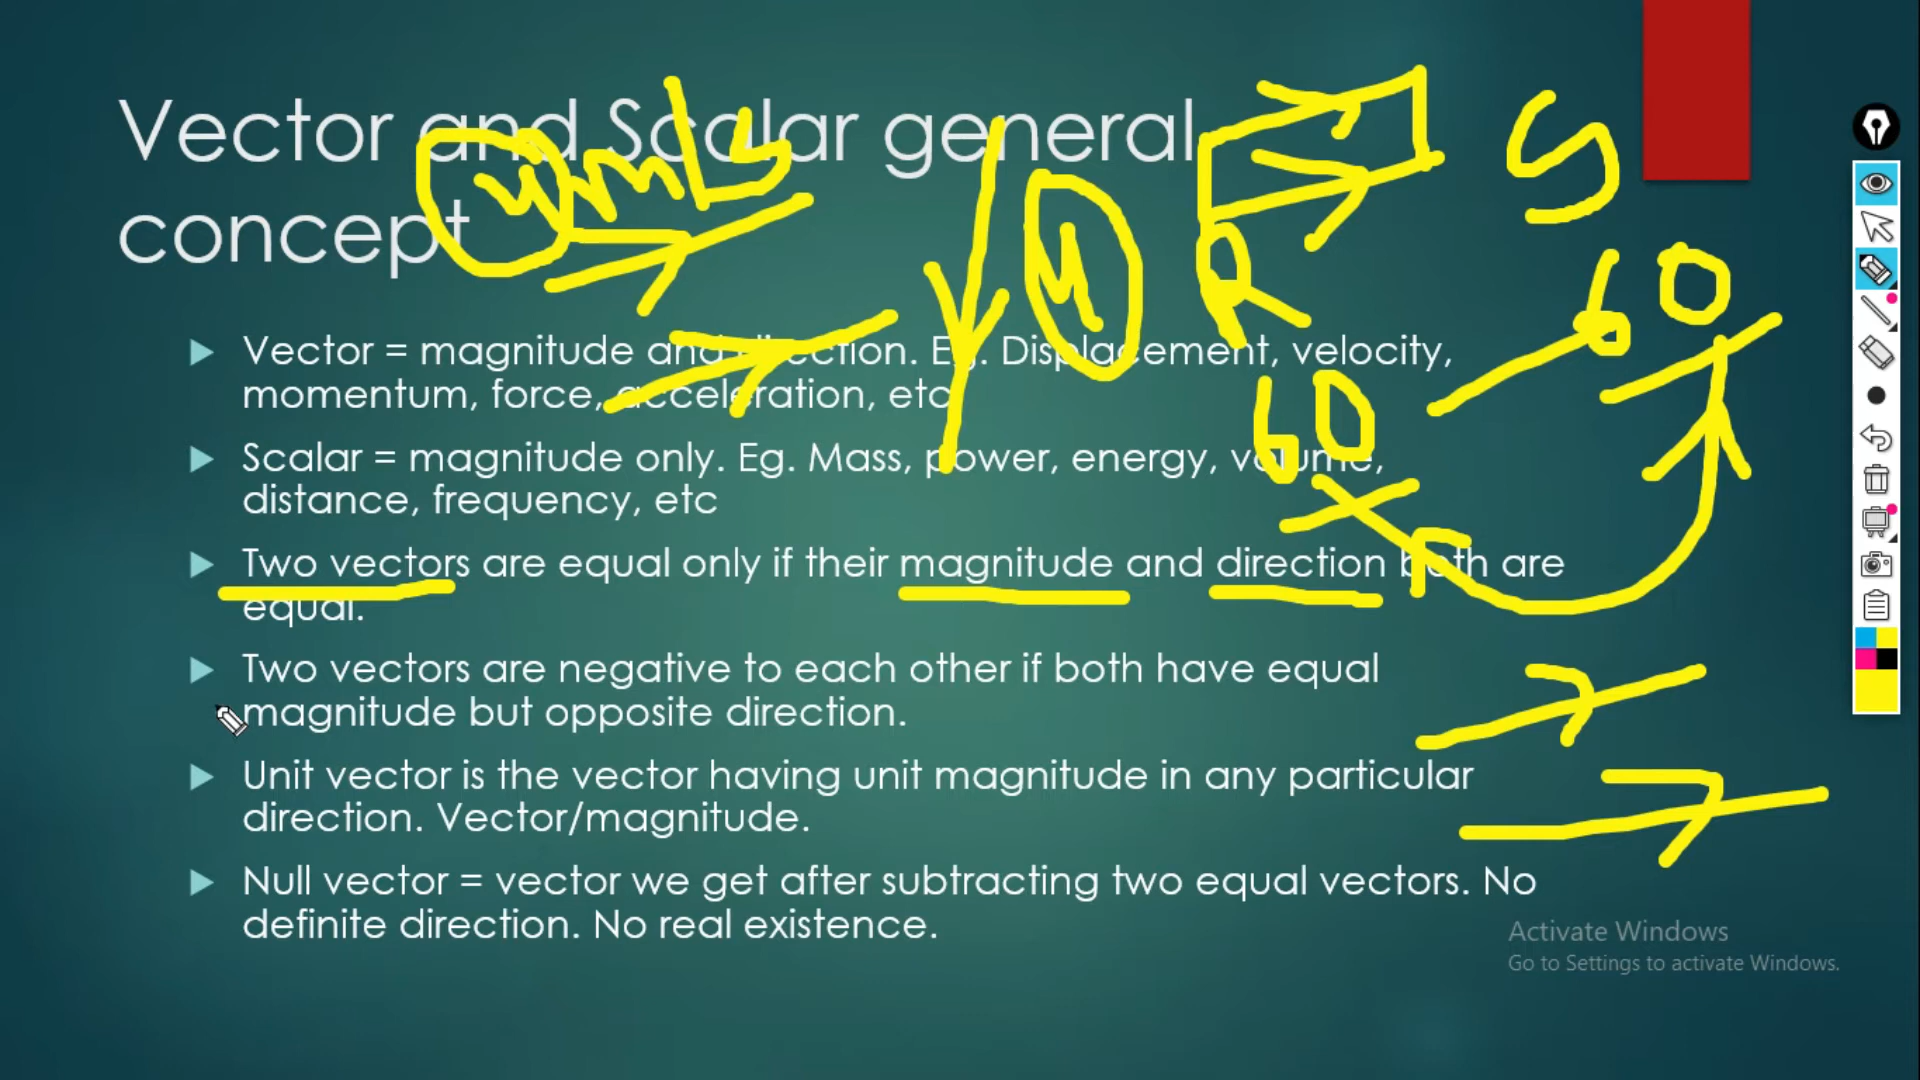 Vector and Scalar general
concept
4m/s
4
R
S
60
60
Vector = magnitude and direction. Eg. Displacement, velocity,
momentum, force, acceleration, etc
Scalar = magnitude only. Eg. Mass, power, energy, volume,
distance, frequency, etc
Two vectors are equal only if their magnitude and direction both are
equal.
Two vectors are negative to each other if both have equal
magnitude but opposite direction.
Unit vector is the vector having unit magnitude in any particular
direction. Vector/magnitude.
Null vector = vector we get after subtracting two equal vectors. No
definite direction. No real existence.
Activate Windows
Go to Settings to activate Windows.